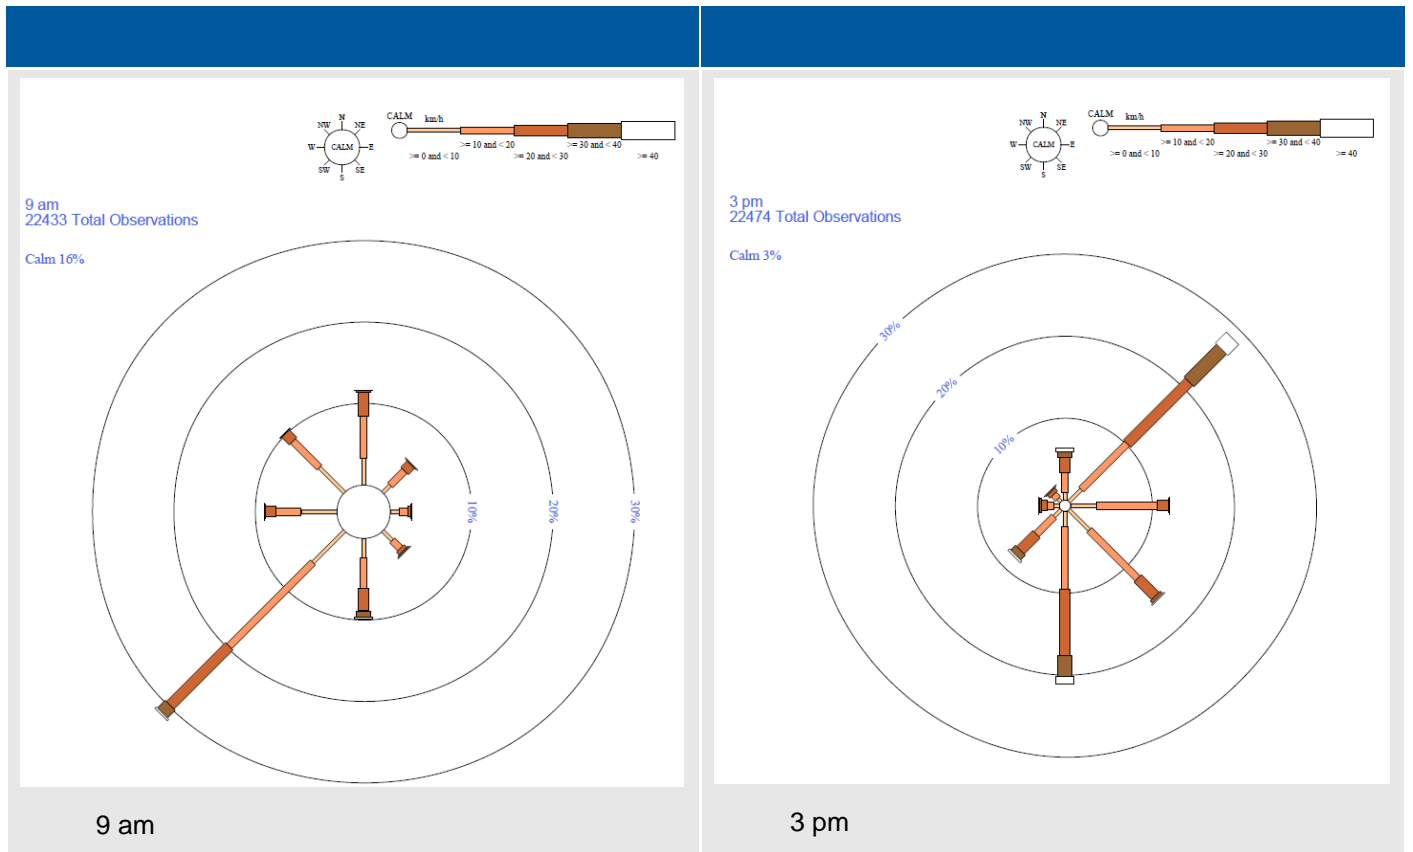 N
NW NE
W CALM E
SW SE
S
CALM km/h
>= 10 and < 20 >= 30 and < 40
>= 0 and < 10 >= 20 and < 30 >= 40
9 am
22433 Total Observations
Calm 16%
10% 20% 30%
9 am
N
NW NE
W CALM E
SW SE
S
CALM km/h
>= 10 and < 20 >= 30 and < 40
>= 0 and < 10 >= 20 and < 30 >= 40
3 pm
22474 Total Observations
Calm 3%
30%
20%
10%
3 pm